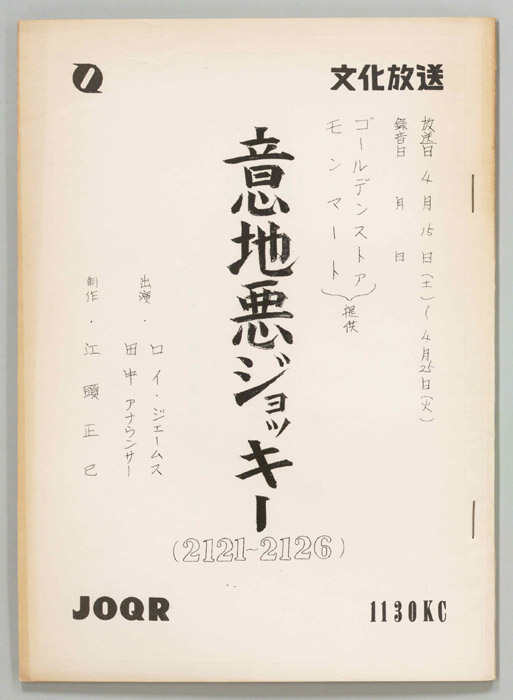 文化放送
放送日 4月15日(土)~4月25日(火)
録音日 月 日
ゴールデンストア
モンマート
提供
意地悪ジョッキー
(2121~2126)
出演・ロイ・ジェームス
田中アナウンサー
制作・江頭正巳
JOQR
1130KC